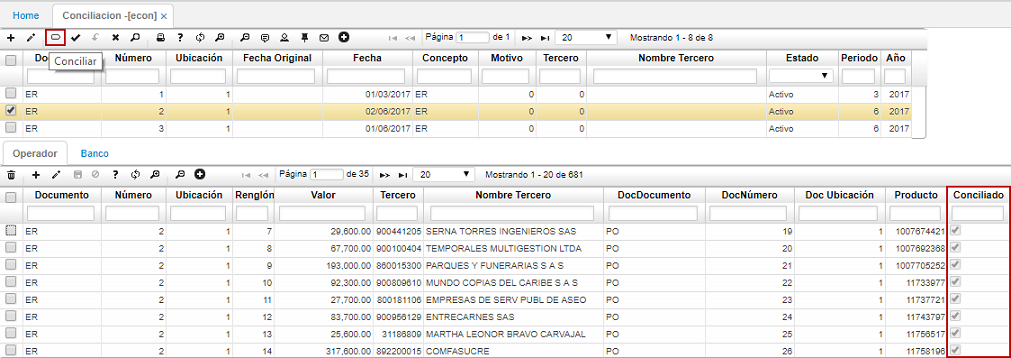 Home Conciliacion -[econ] ×
Página 1 de 1 20 Mostrando 1 - 8 de 8
Conciliar
Do Número Ubicación Fecha Original Fecha Concepto Motivo Tercero Nombre Tercero Estado Periodo Año
ER 1 1 01/03/2017 ER 0 0 Activo 3 2017
ER 2 1 02/06/2017 ER 0 0 Activo 6 2017
ER 3 1 01/06/2017 ER 0 0 Activo 6 2017
Operador Banco
Página 1 de 35 20 Mostrando 1 - 20 de 681
Documento Número Ubicación Renglón Valor Tercero Nombre Tercero DocDocumento DocNúmero Doc Ubicación Producto Conciliado
ER 2 1 7 29,600.00 900441205 SERNA TORRES INGENIEROS SAS PO 19 1 1007674421
ER 2 1 8 67,700.00 900100404 TEMPORALES MULTIGESTION LTDA PO 20 1 1007692368
ER 2 1 9 193,000.00 860015300 PARQUES Y FUNERARIAS S A S PO 21 1 1007705252
ER 2 1 10 92,300.00 900809610 MUNDO COPIAS DEL CARIBE S A S PO 22 1 11733977
ER 2 1 11 27,700.00 800181106 EMPRESAS DE SERV PUBL DE ASEO PO 23 1 11737721
ER 2 1 12 83,700.00 900956129 ENTRECARNES SAS PO 24 1 11743797
ER 2 1 13 25,600.00 31186809 MARTHA LEONOR BRAVO CARVAJAL PO 25 1 11756517
ER 2 1 14 317,600.00 892200015 COMFASUCRE PO 26 1 11758196